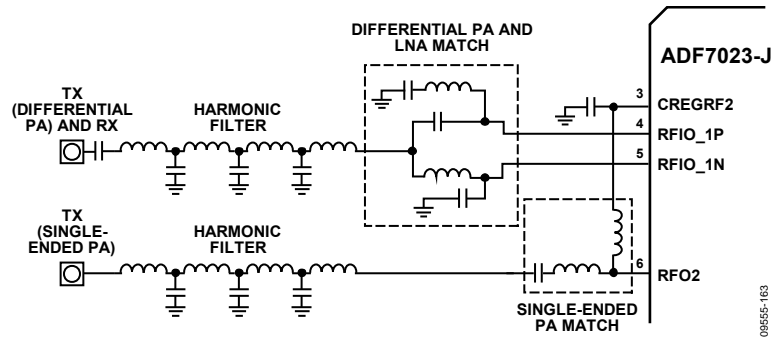 DIFFERENTIAL PA AND
LNA MATCH
ADF7023-J
TX
(DIFFERENTIAL
PA) AND RX
HARMONIC
FILTER
3
CREGRF2
4
RFIO_1P
5
RFIO_1N
TX
(SINGLE-
ENDED PA)
HARMONIC
FILTER
6
RFO2
SINGLE-ENDED
PA MATCH
09555-163